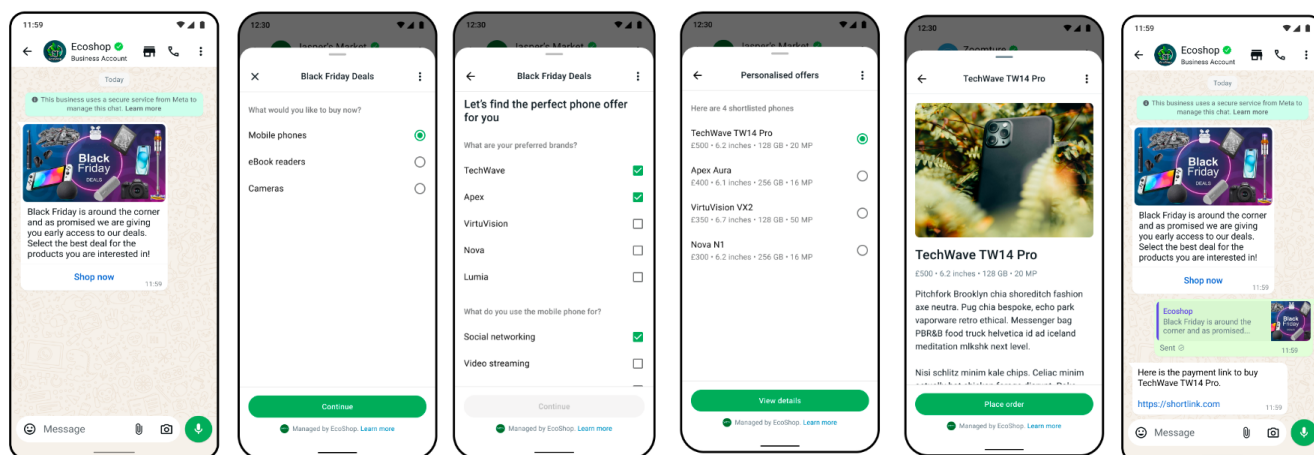 11:59
Ecoshop
Business Account
Today
This business uses a secure service from Meta to
manage this chat. Learn more
Black
Friday
DEALS
Black Friday is around the corner
and as promised we are giving
you early access to our deals.
Select the best deal for the
products you are interested in!
Shop now
11:59
Message
12:30
Jasper's Market
Black Friday Deals
What would you like to buy now?
Mobile phones
eBook readers
Cameras
Continue
Managed by EcoShop. Learn more
12:30
Jasper's Market
Black Friday Deals
Let's find the perfect phone offer
for you
What are your preferred brands?
TechWave
Apex
VirtuVision
Nova
Lumia
What do you use the mobile phone for?
Social networking
Video streaming
Continue
Managed by EcoShop. Learn more
12:30
Jasper's Market
Personalised offers
Here are 4 shortlisted phones
TechWave TW14 Pro
£500 • 6.2 inches • 128 GB • 20 MP
Apex Aura
£400 • 6.1 inches • 256 GB • 16 MP
VirtuVision VX2
£350 • 6.7 inches • 128 GB • 50 MP
Nova N1
£300 • 6.2 inches • 256 GB • 16 MP
View details
Managed by EcoShop. Learn more
12:30
Zoomture
TechWave TW14 Pro
TechWave TW14 Pro
£500 • 6.2 inches • 128 GB • 20 MP
Pitchfork Brooklyn chia shoreditch fashion
axe neutra. Pug chia bespoke, echo park
vaporware retro ethical. Messenger bag
PBR&B food truck helvetica id ad iceland
meditation mlkshk next level.
Nisi schlitz minim kale chips. Celiac minim
Place order
Managed by EcoShop. Learn more
11:59
Ecoshop
Business Account
Today
This business uses a secure service from Meta to
manage this chat. Learn more
Black
Friday
DEALS
Black Friday is around the corner
and as promised we are giving
you early access to our deals.
Select the best deal for the
products you are interested in!
Shop now
11:59
Ecoshop
Black Friday is around the
corner and as promised...
Black
Friday
Sent
11:59
Here is the payment link to buy
TechWave TW14 Pro.
https://shortlink.com
11:59
Message